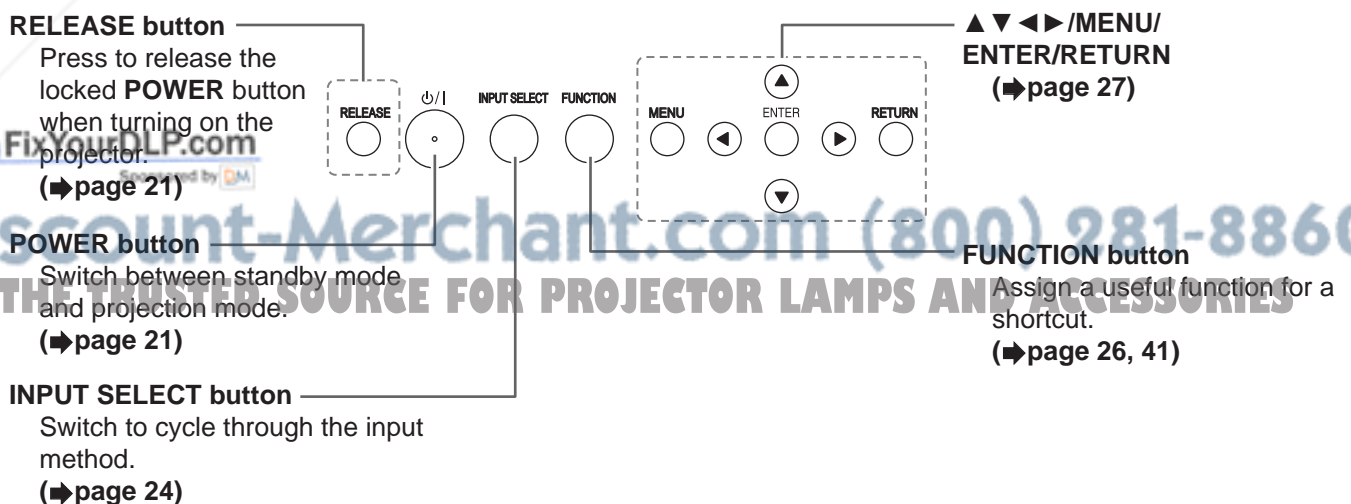 RELEASE button
Press to release the
locked POWER button
when turning on the
projector.
(➡page 21)
POWER button
Switch between standby mode
and projection mode.
(➡page 21)
INPUT SELECT button
Switch to cycle through the input
method.
(➡page 24)
RELEASE
⏻/|
INPUT SELECT
FUNCTION
MENU
▲
ENTER
◀
▶
RETURN
▼
▲▼◀▶/MENU/
ENTER/RETURN
(➡page 27)
FUNCTION button
Assign a useful function for a
shortcut.
(➡page 26, 41)
FixYourDLP.com
Sponsored by DM
scount-Merchant.com (800) 281-8860
THE TRUSTED SOURCE FOR PROJECTOR LAMPS AND ACCESSORIES